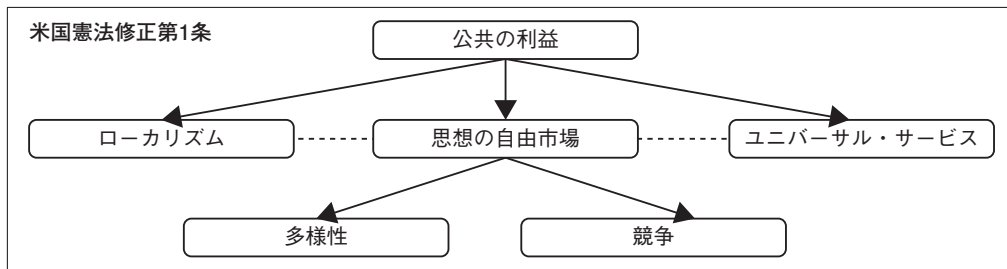 米国憲法修正第1条
公共の利益
ローカリズム
思想の自由市場
ユニバーサル・サービス
多様性
競争